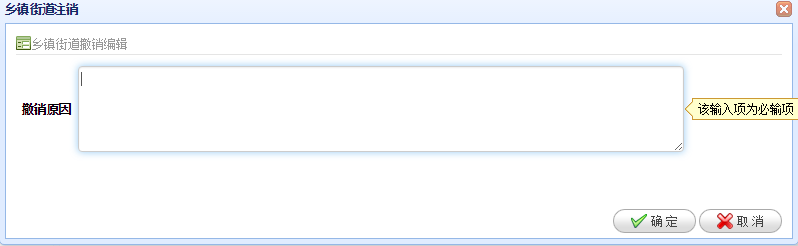 乡镇街道注销
乡镇街道撤销编辑
撤销原因
该输入项为必输项
确定
取消